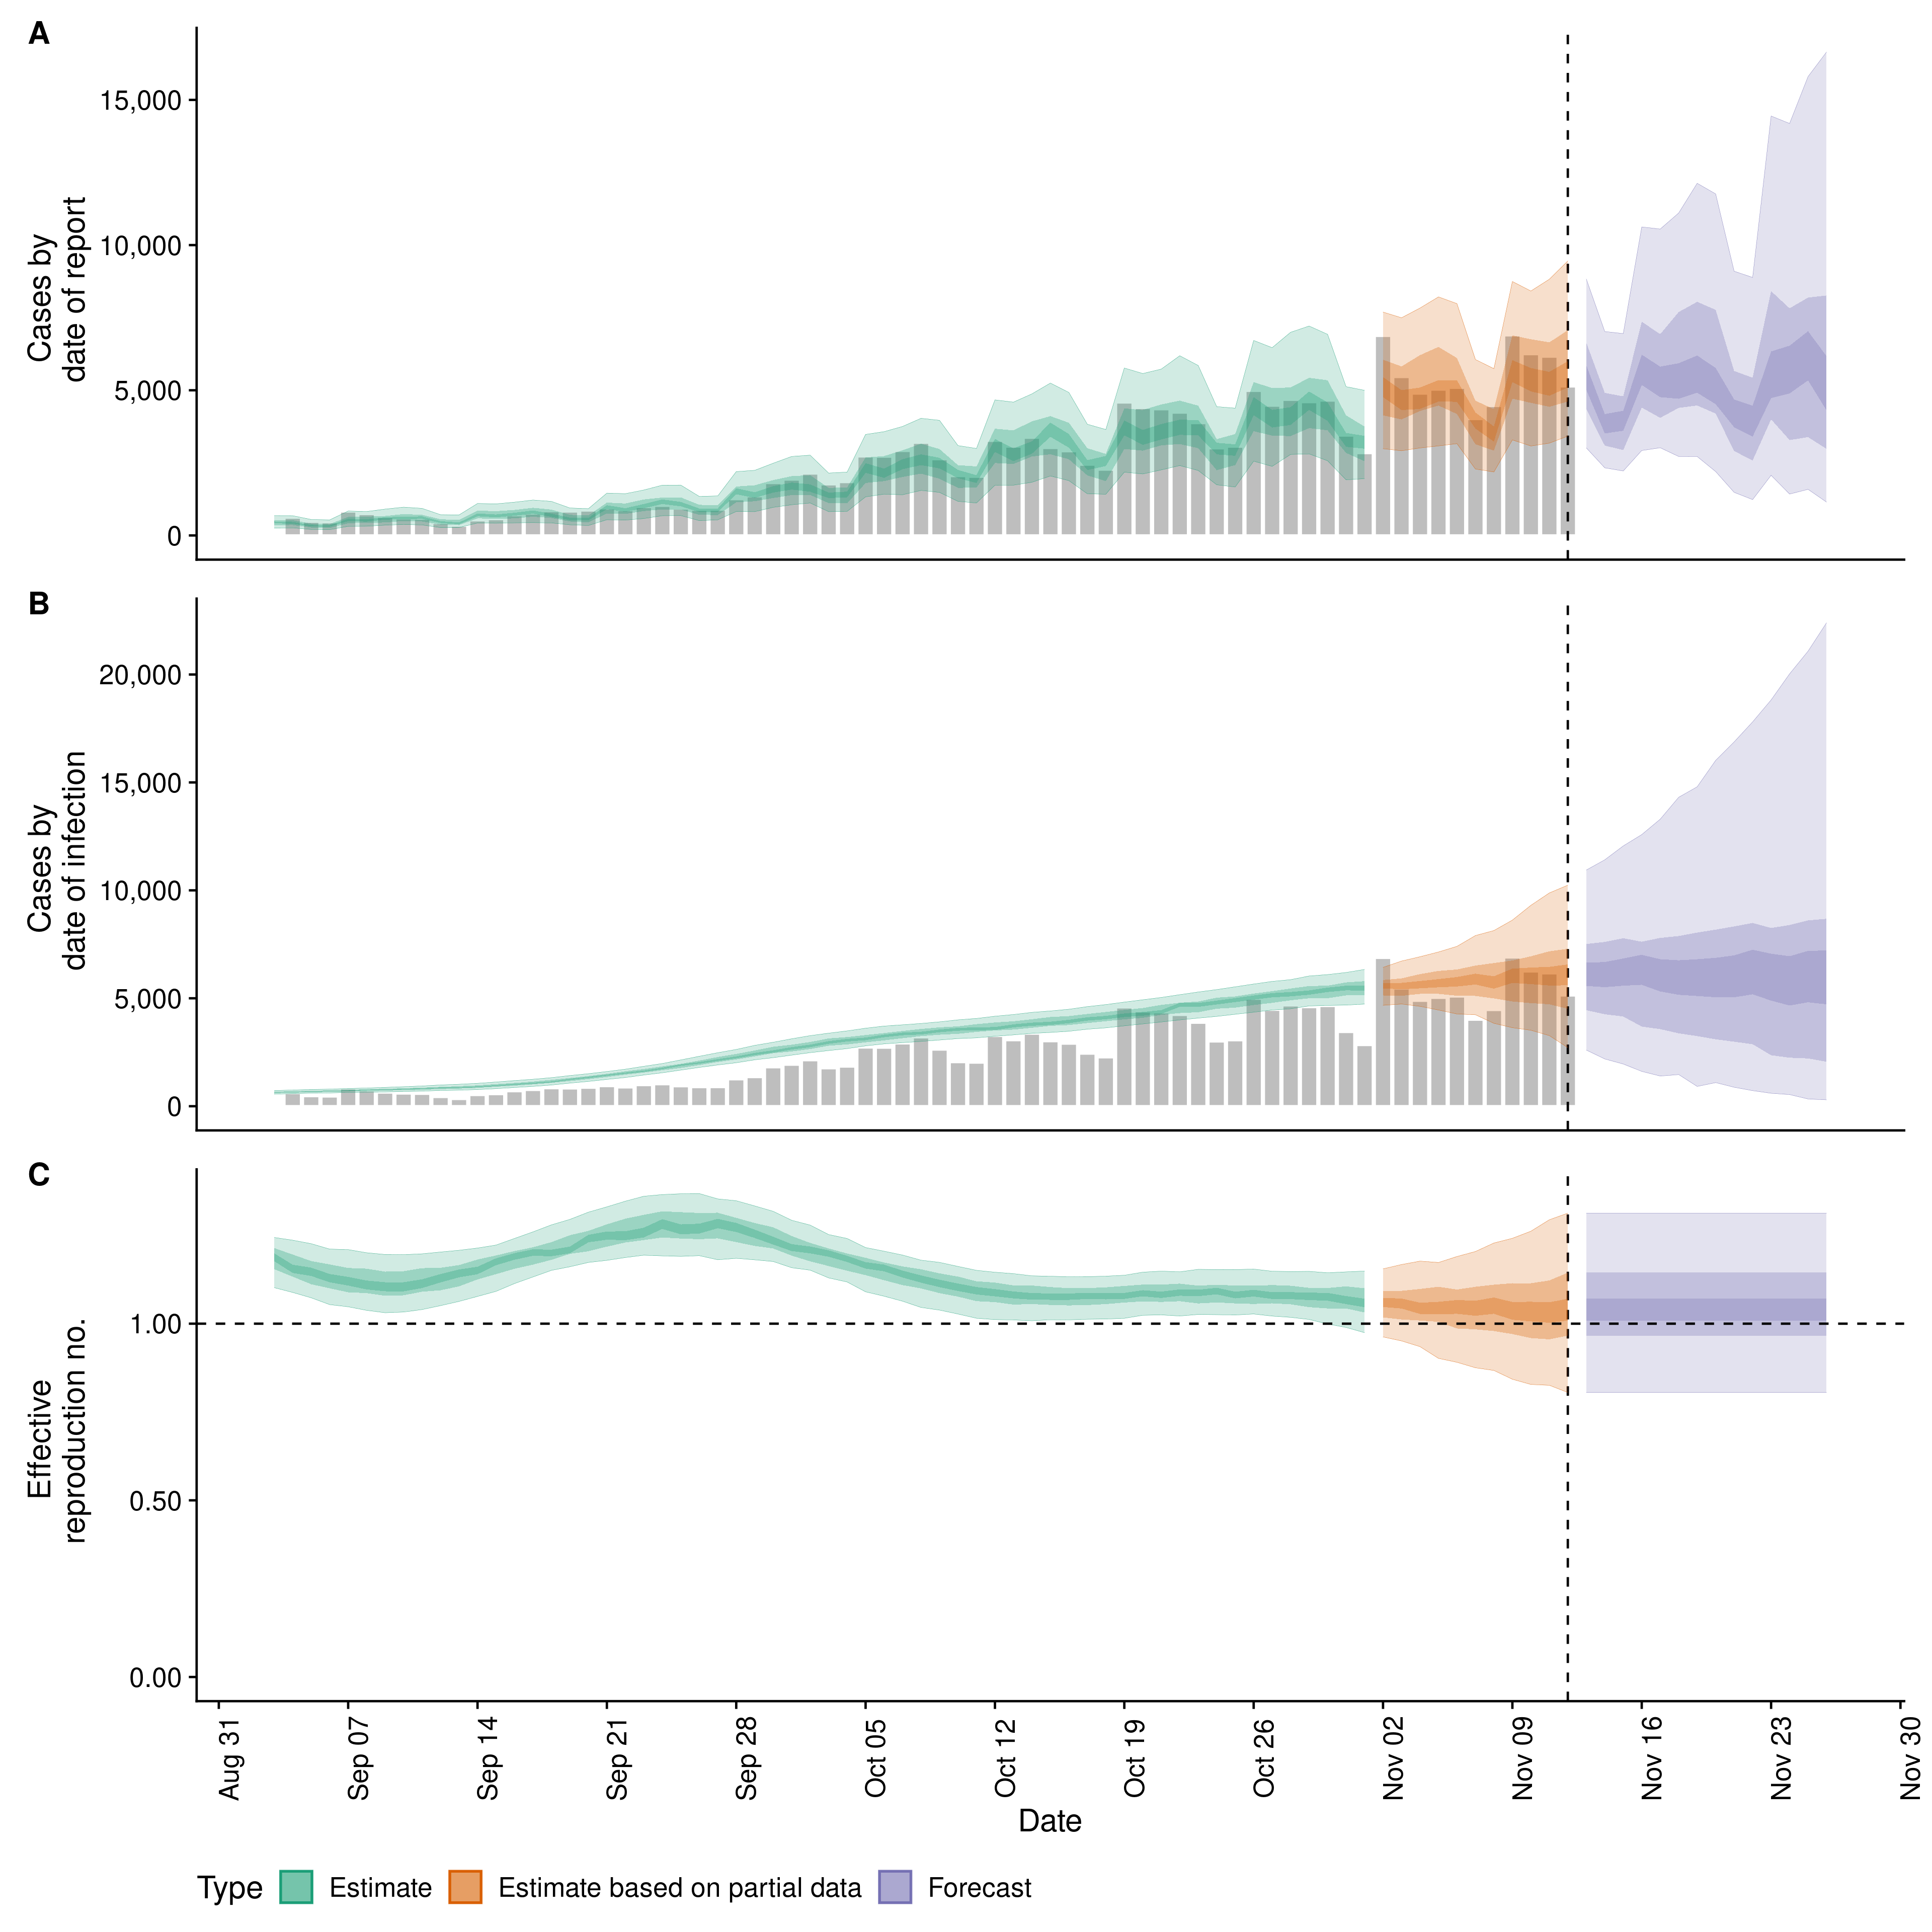 A
Cases by
date of report
15,000
10,000
5,000
0
B
Cases by
date of infection
20,000
15,000
10,000
5,000
0
C
Effective
reproduction no.
1.00
0.50
0.00
Aug 31
Sep 07
Sep 14
Sep 21
Sep 28
Oct 05
Oct 12
Oct 19
Oct 26
Nov 02
Nov 09
Nov 16
Nov 23
Nov 30
Date
Type Estimate Estimate based on partial data Forecast